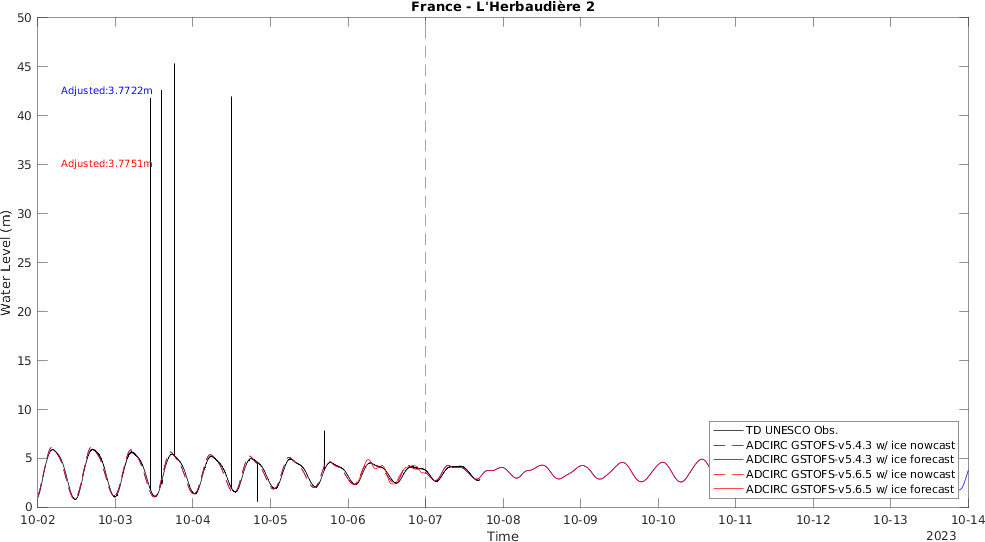 France - L'Herbaudière 2
Water Level (m)
50
45
40
35
30
25
20
15
10
5
0
Adjusted:3.7722m
Adjusted:3.7751m
TD UNESCO Obs.
ADCIRC GSTOFS-v5.4.3 w/ ice nowcast
ADCIRC GSTOFS-v5.4.3 w/ ice forecast
ADCIRC GSTOFS-v5.6.5 w/ ice nowcast
ADCIRC GSTOFS-v5.6.5 w/ ice forecast
10-02 10-03 10-04 10-05 10-06 10-07 10-08 10-09 10-10 10-11 10-12 10-13 10-14
Time
2023